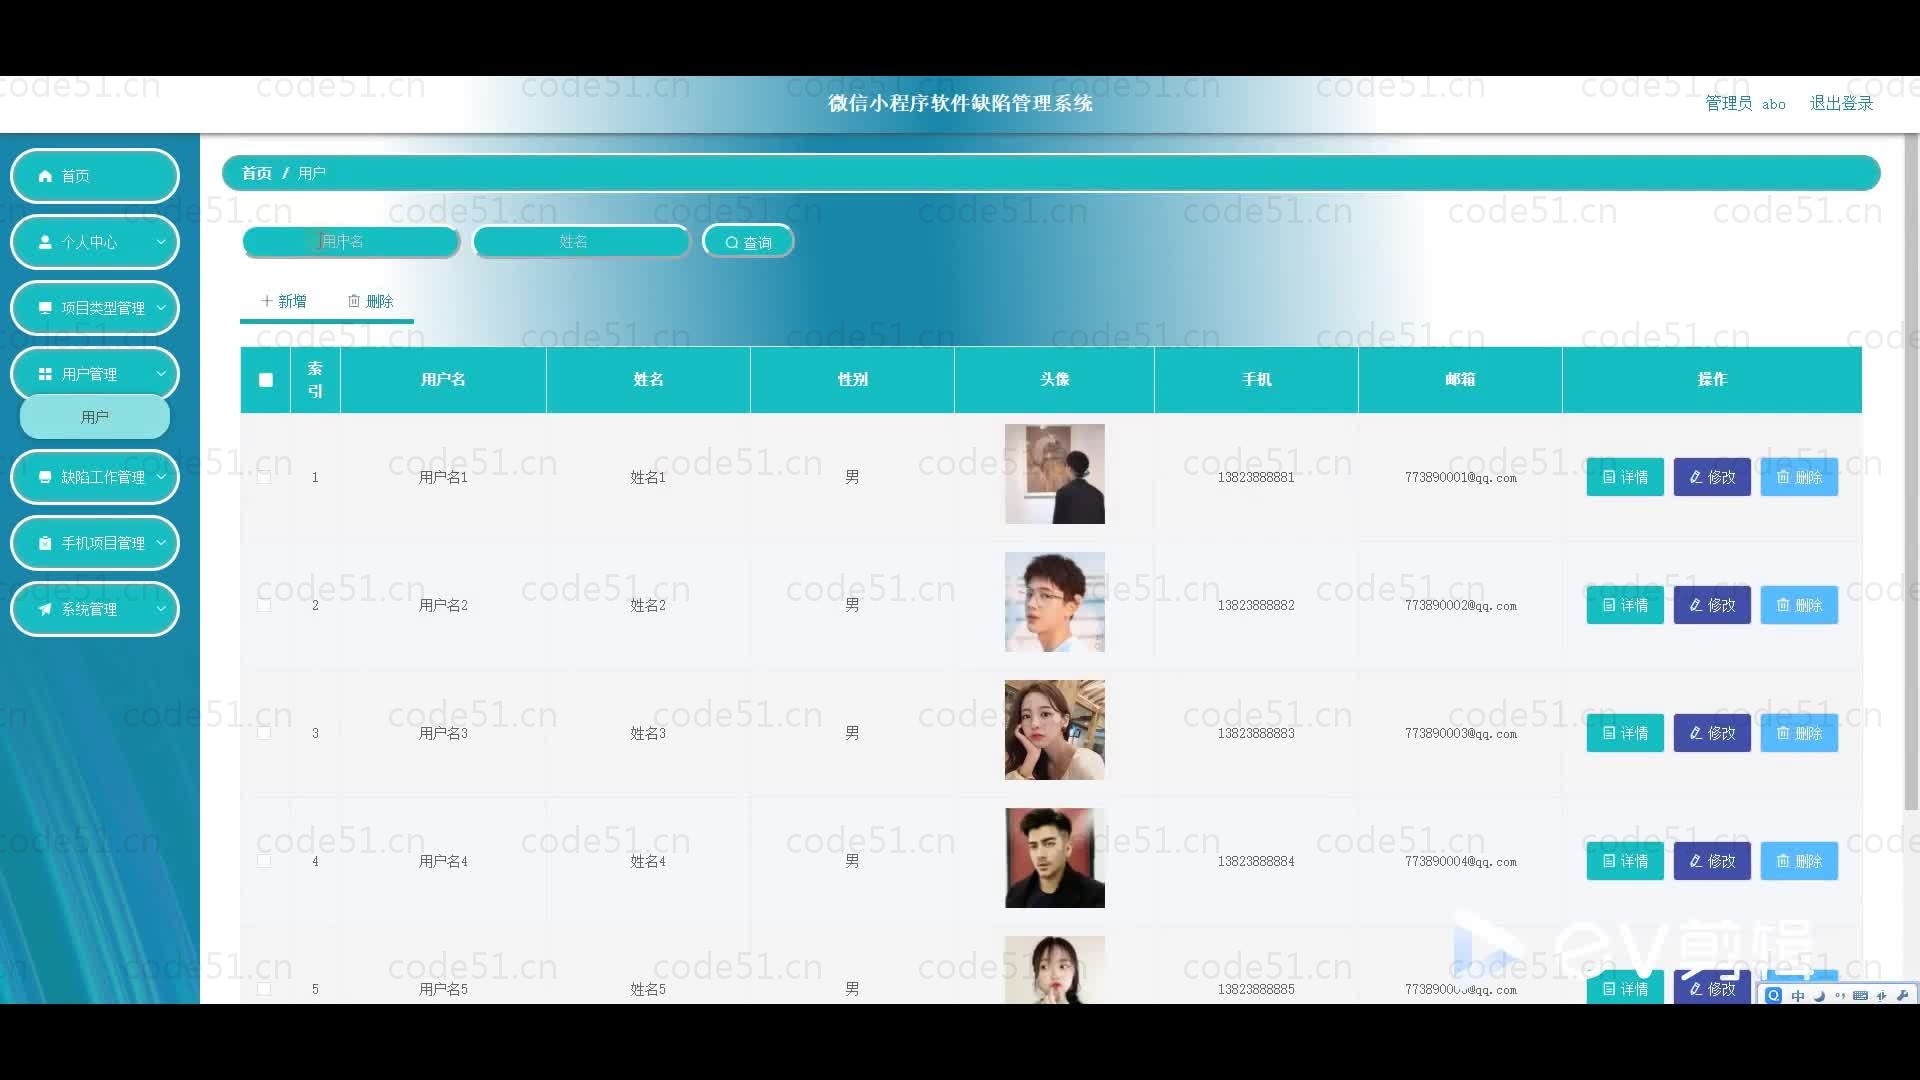 微信小程序软件缺陷管理系统
管理员 abo 退出登录
首页
个人中心
项目类型管理
用户管理
用户
缺陷工作管理
手机项目管理
系统管理
首页 / 用户
用户名 姓名 查询
新增 删除
索引 用户名 姓名 性别 头像 手机 邮箱 操作
1 用户名1 姓名1 男 13823888881 773890001@qq.com 详情 修改 删除
2 用户名2 姓名2 男 13823888882 773890002@qq.com 详情 修改 删除
3 用户名3 姓名3 男 13823888883 773890003@qq.com 详情 修改 删除
4 用户名4 姓名4 男 13823888884 773890004@qq.com 详情 修改 删除
5 用户名5 姓名5 男 13823888885 详情 修改
EV剪辑
中
code51.cn